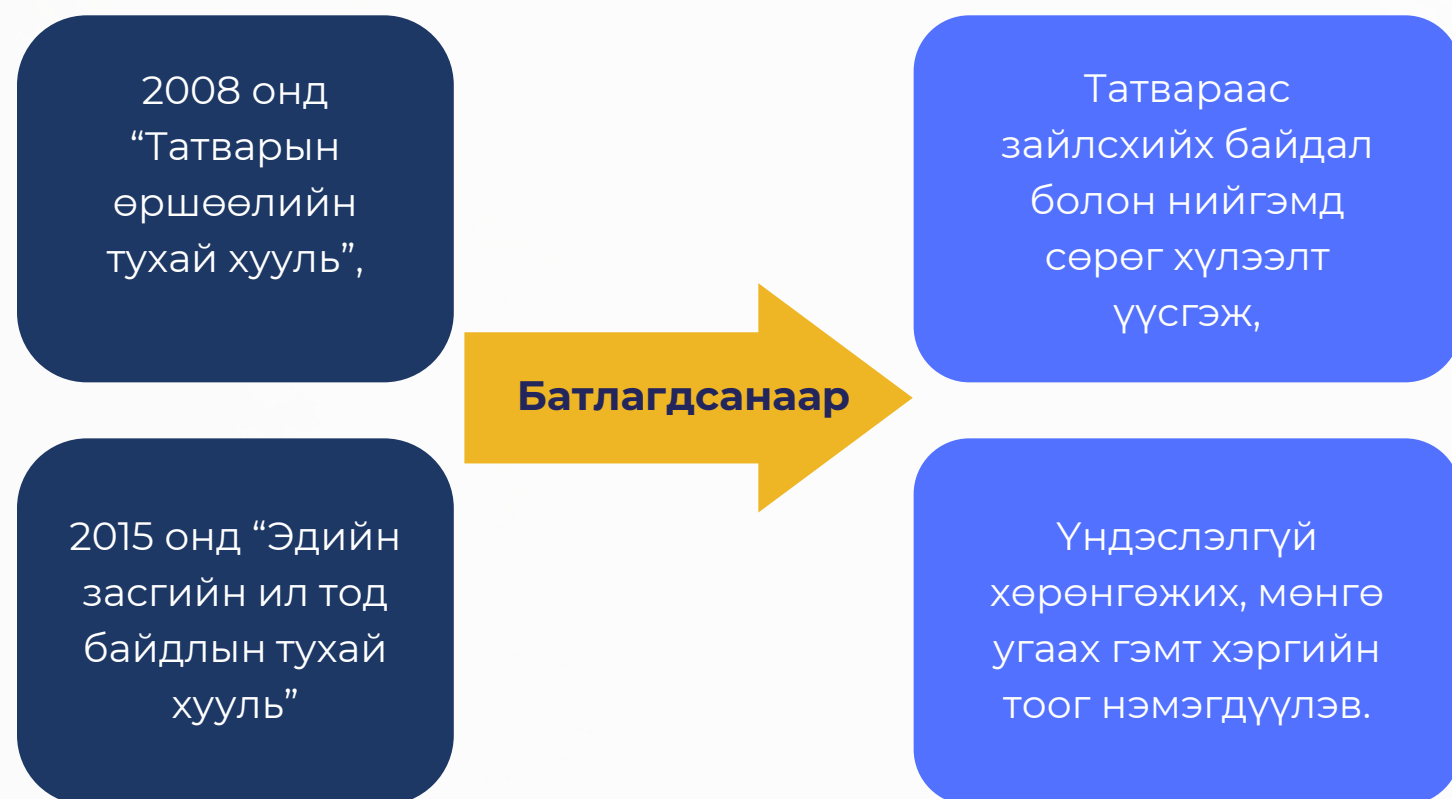 2008 онд
“Татварын
өршөөлийн
тухай хууль”,
2015 онд “Эдийн
засгийн ил тод
байдлын тухай
хууль”
Батлагдсанаар
Татвараас
зайлсхийх байдал
болон нийгэмд
сөрөг хүлээлт
үүсгэж,
Үндэслэлгүй
хөрөнгөжих, мөнгө
угаах гэмт хэргийн
тоог нэмэгдүүлэв.